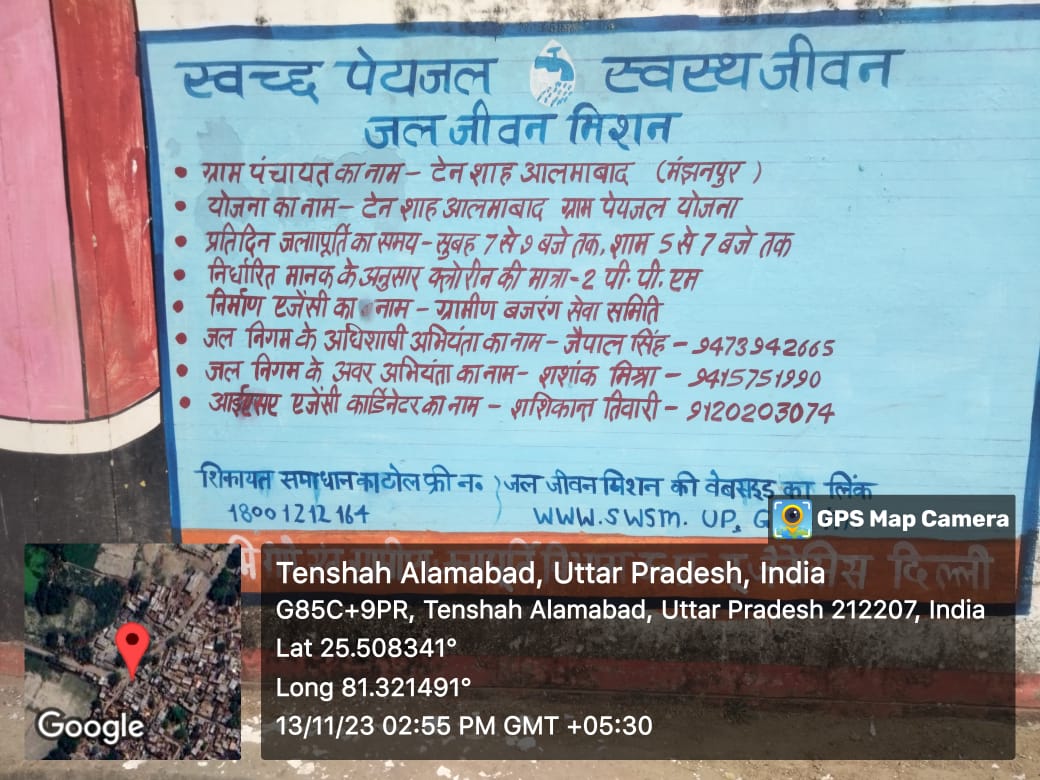 स्वच्छ पेयजल स्वस्थ जीवन
जल जीवन मिशन
• ग्राम पंचायत का नाम - टेन शाह आलमाबाद (मंझनपुर)
• योजना का नाम - टेन शाह आलमाबाद ग्राम पेयजल योजना
• प्रतिदिन जलापूर्ति का समय - सुबह 7 से 9 बजे तक, शाम 5 से 7 बजे तक
• निर्धारित मानक के अनुसार क्लोरीन की मात्रा - 2 पी. पी. एम
• निर्माण एजेंसी का नाम - ग्रामीण बजरंग सेवा समिति
• जल निगम के अधिशाषी अभियंता का नाम - जैपाल सिंह - 9473942665
• जल निगम के अवर अभियंता का नाम - शशांक मिश्रा - 9415751990
• आईएसए एजेंसी कार्डिनेटर का नाम - शशिकान्त तिवारी - 9120203074
शिकायत समाधान का टोल फ्री न० ) जल जीवन मिशन की वेबसइड का लिंक
18001212164 WWW.SWSM. UP.
दिल्ली
GPS Map Camera
Tenshah Alamabad, Uttar Pradesh, India
G85C+9PR, Tenshah Alamabad, Uttar Pradesh 212207, India
Lat 25.508341°
Long 81.321491°
13/11/23 02:55 PM GMT +05:30
Google